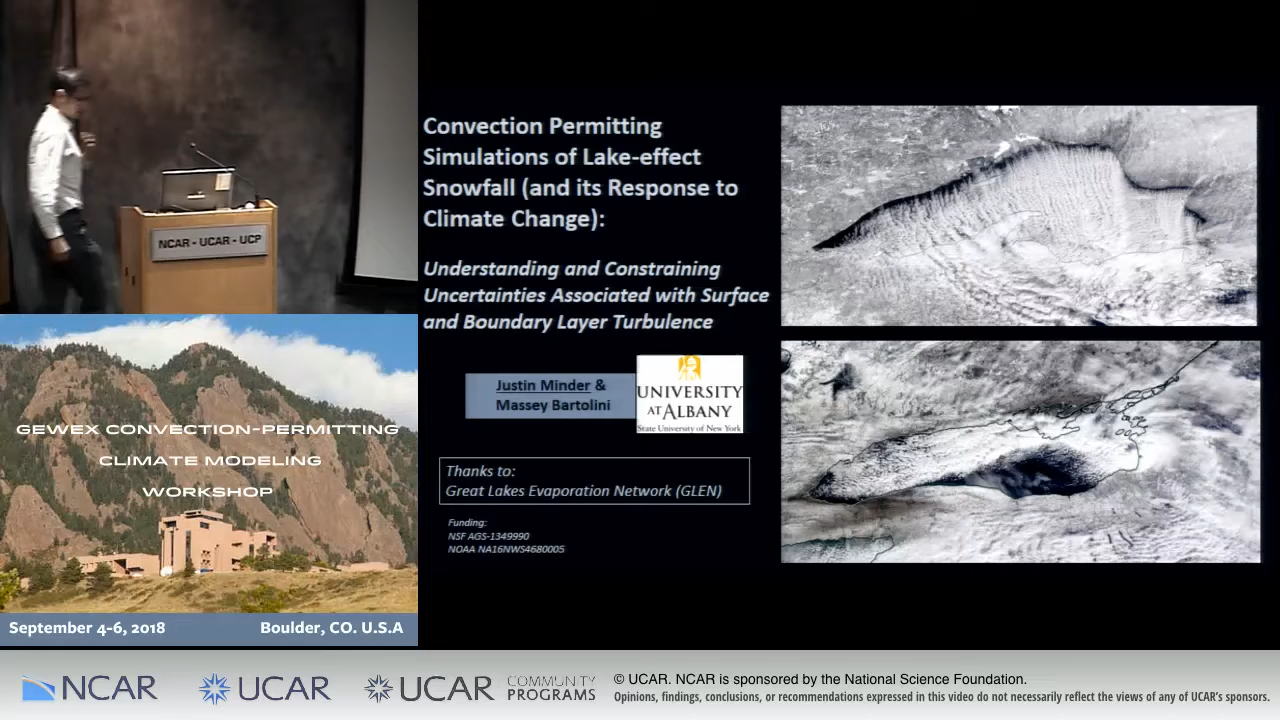 NCAR - UCAR - UCP
GEWEX CONVECTION-PERMITTING
CLIMATE MODELING
WORKSHOP
September 4-6, 2018
Boulder, CO. U.S.A
Convection Permitting
Simulations of Lake-effect
Snowfall (and its Response to
Climate Change):
Understanding and Constraining
Uncertainties Associated with Surface
and Boundary Layer Turbulence
Justin Minder &
Massey Bartolini
UNIVERSITY
AT ALBANY
State University of New York
Thanks to:
Great Lakes Evaporation Network (GLEN)
Funding:
NSF AGS-1349990
NOAA NA16NWS4680005
NCAR
UCAR
UCAR
COMMUNITY
PROGRAMS
© UCAR. NCAR is sponsored by the National Science Foundation.
Opinions, findings, conclusions, or recommendations expressed in this video do not necessarily reflect the views of any of UCAR's sponsors.